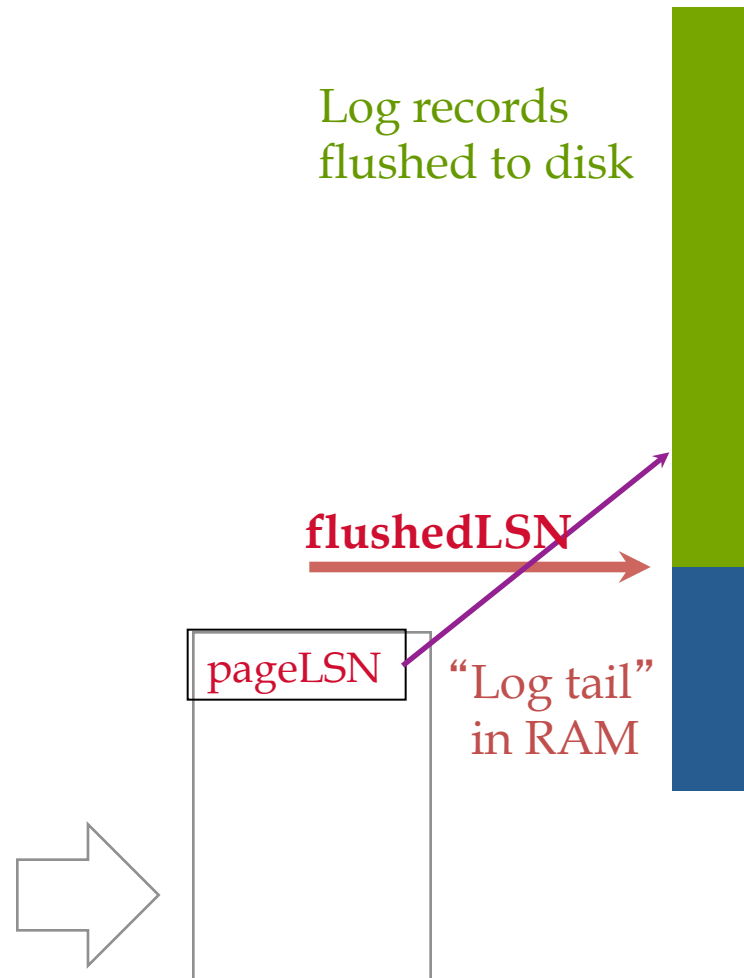 Log records
flushed to disk
flushedLSN
pageLSN
“Log tail”
in RAM